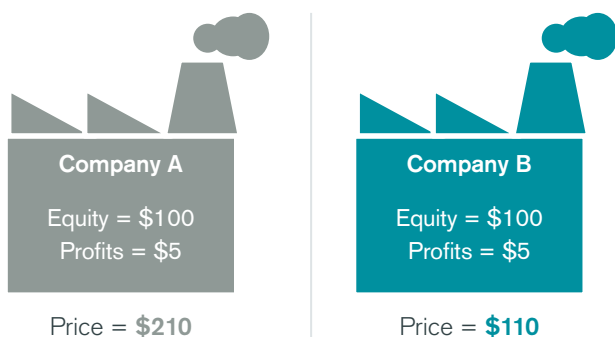 Company A
Equity = $100
Profits = $5
Price = $210
Company B
Equity = $100
Profits = $5
Price = $110